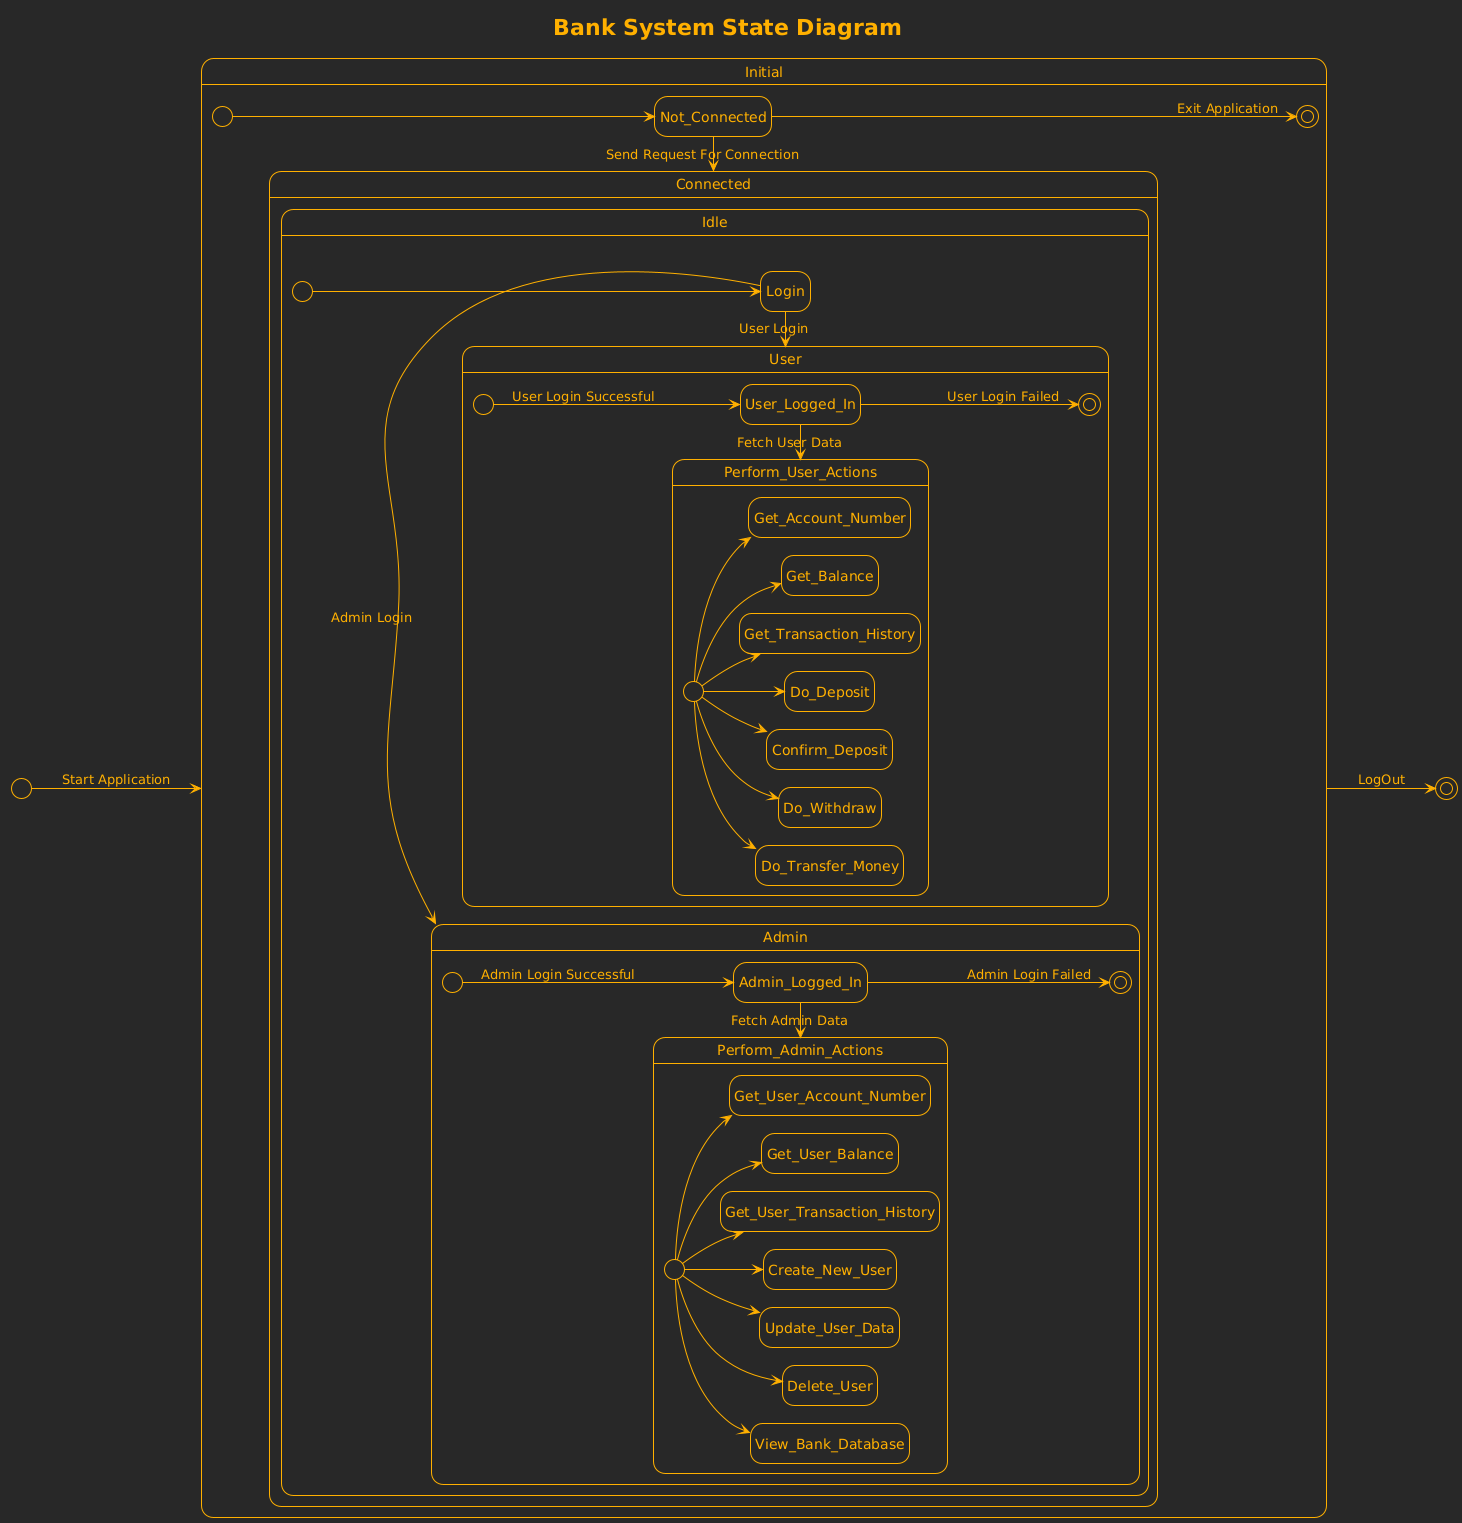 Bank System State Diagram
Initial
Not_Connected
Exit Application
Send Request For Connection
Connected
Idle
Login
User Login
User
User Login Successful
User_Logged_In
User Login Failed
Fetch User Data
Perform_User_Actions
Get_Account_Number
Get_Balance
Get_Transaction_History
Do_Deposit
Confirm_Deposit
Do_Withdraw
Do_Transfer_Money
Admin Login
Start Application
LogOut
Admin
Admin Login Successful
Admin_Logged_In
Admin Login Failed
Fetch Admin Data
Perform_Admin_Actions
Get_User_Account_Number
Get_User_Balance
Get_User_Transaction_History
Create_New_User
Update_User_Data
Delete_User
View_Bank_Database